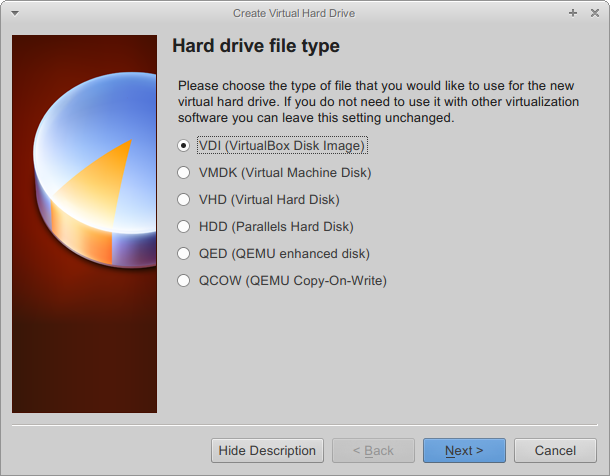 Create Virtual Hard Drive
Hard drive file type
Please choose the type of file that you would like to use for the new
virtual hard drive. If you do not need to use it with other virtualization
software you can leave this setting unchanged.
VDI (VirtualBox Disk Image)
VMDK (Virtual Machine Disk)
VHD (Virtual Hard Disk)
HDD (Parallels Hard Disk)
QED (QEMU enhanced disk)
QCOW (QEMU Copy-On-Write)
Hide Description
< Back
Next >
Cancel